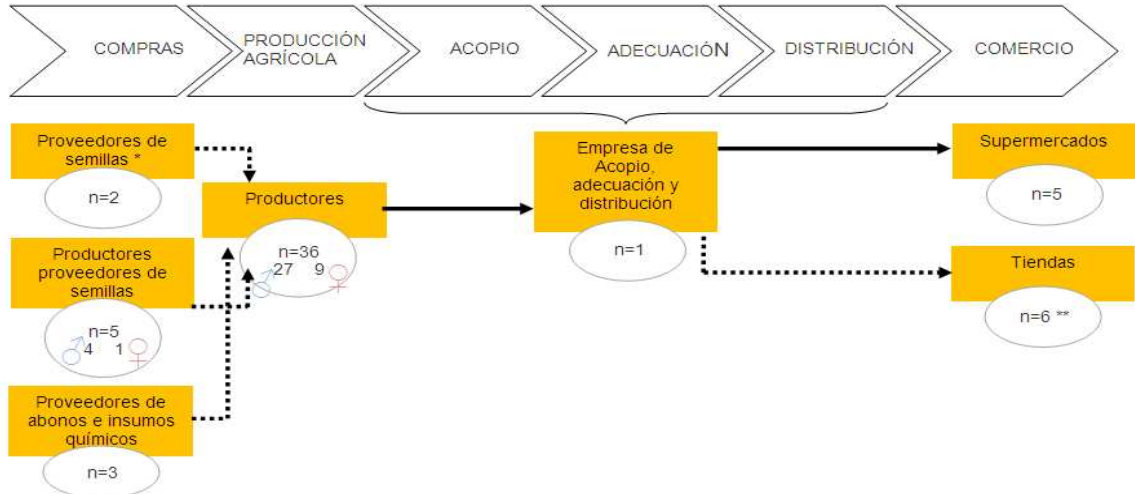 COMPRAS
PRODUCCIÓN
AGRÍCOLA
ACOPIO
ADECUACIÓN
DISTRIBUCIÓN
COMERCIO
Proveedores de
semillas *
n=2
Productores
proveedores de
semillas
n=5
4 1
Proveedores de
abonos e insumos
químicos
n=3
Productores
n=36
27 9
Empresa de
Acopio,
adecuación y
distribución
n=1
Supermercados
n=5
Tiendas
n=6 **